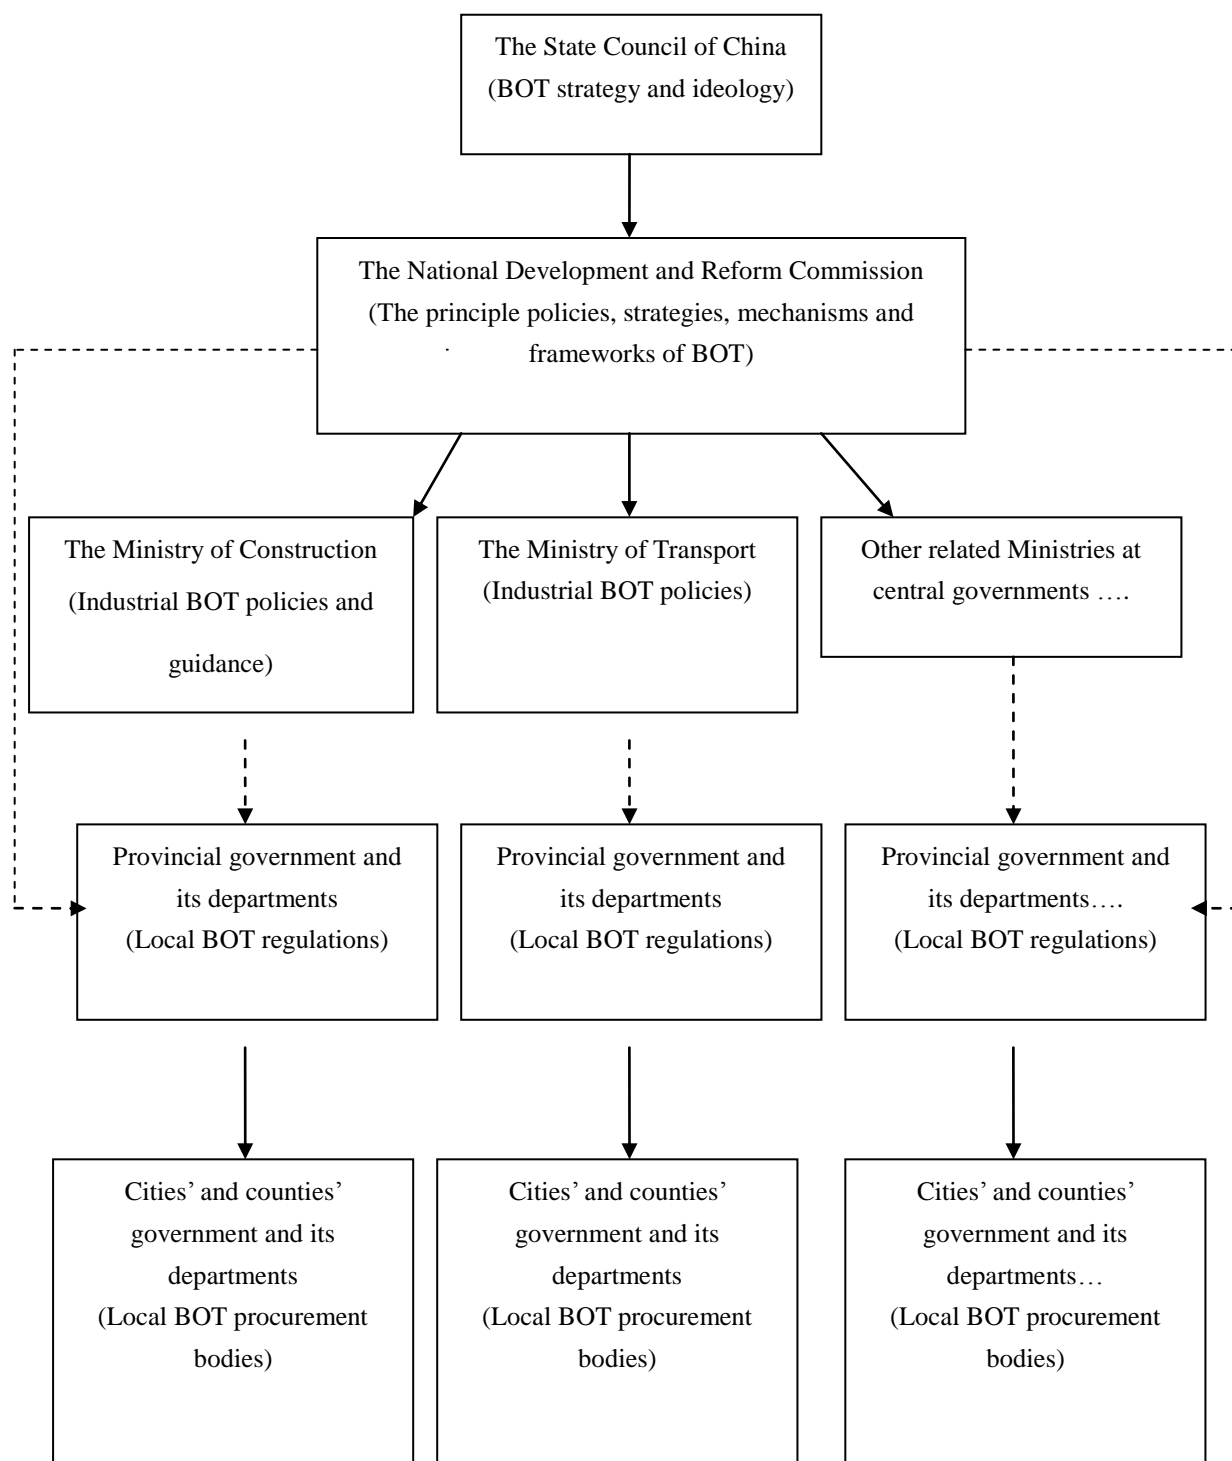 The State Council of China
(BOT strategy and ideology)
The National Development and Reform Commission
(The principle policies, strategies, mechanisms and
frameworks of BOT)
The Ministry of Construction
(Industrial BOT policies and
guidance)
The Ministry of Transport
(Industrial BOT policies)
Other related Ministries at
central governments ….
Provincial government and
its departments
(Local BOT regulations)
Provincial government and
its departments
(Local BOT regulations)
Provincial government and
its departments….
(Local BOT regulations)
Cities’ and counties’
government and its
departments
(Local BOT procurement
bodies)
Cities’ and counties’
government and its
departments
(Local BOT procurement
bodies)
Cities’ and counties’
government and its
departments…
(Local BOT procurement
bodies)